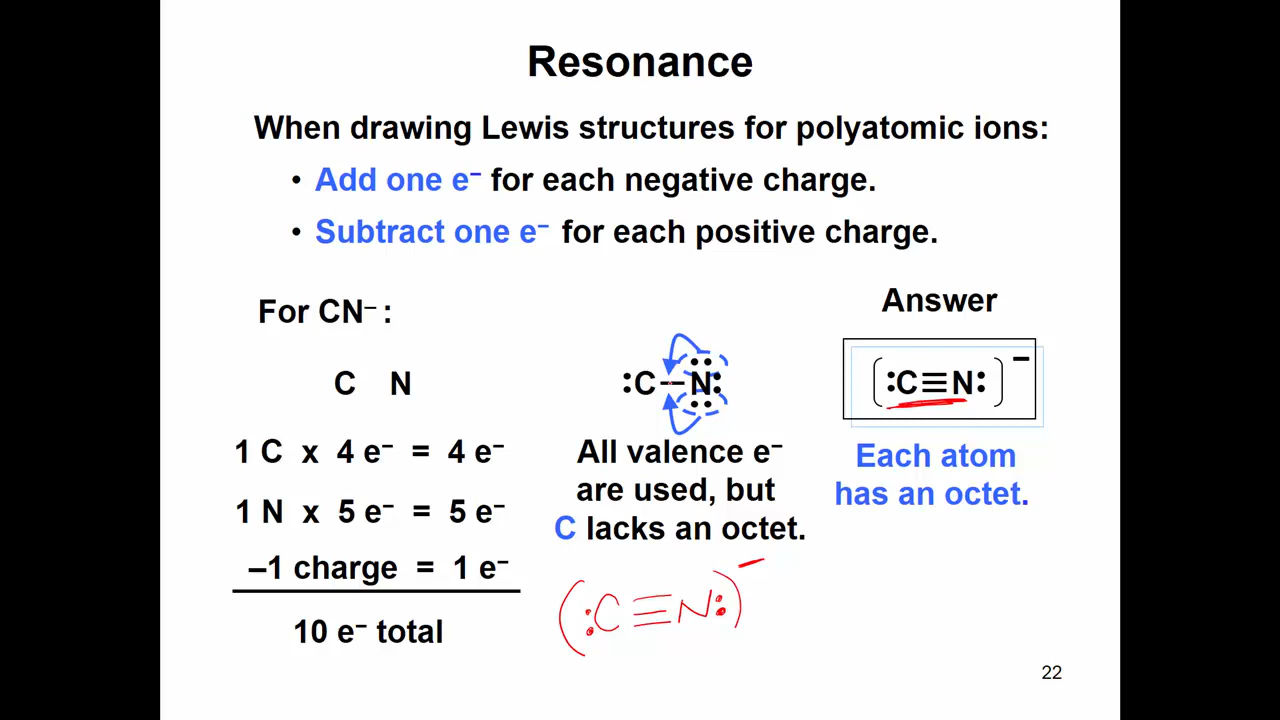 Resonance
When drawing Lewis structures for polyatomic ions:
• Add one e⁻ for each negative charge.
• Subtract one e⁻ for each positive charge.
For CN⁻ :
C N
1 C x 4 e⁻ = 4 e⁻
1 N x 5 e⁻ = 5 e⁻
–1 charge = 1 e⁻
10 e⁻ total
:C—N:
All valence e⁻
are used, but
C lacks an octet.
(:C≡N:)⁻
Answer
(:C≡N:)⁻
Each atom
has an octet.
22